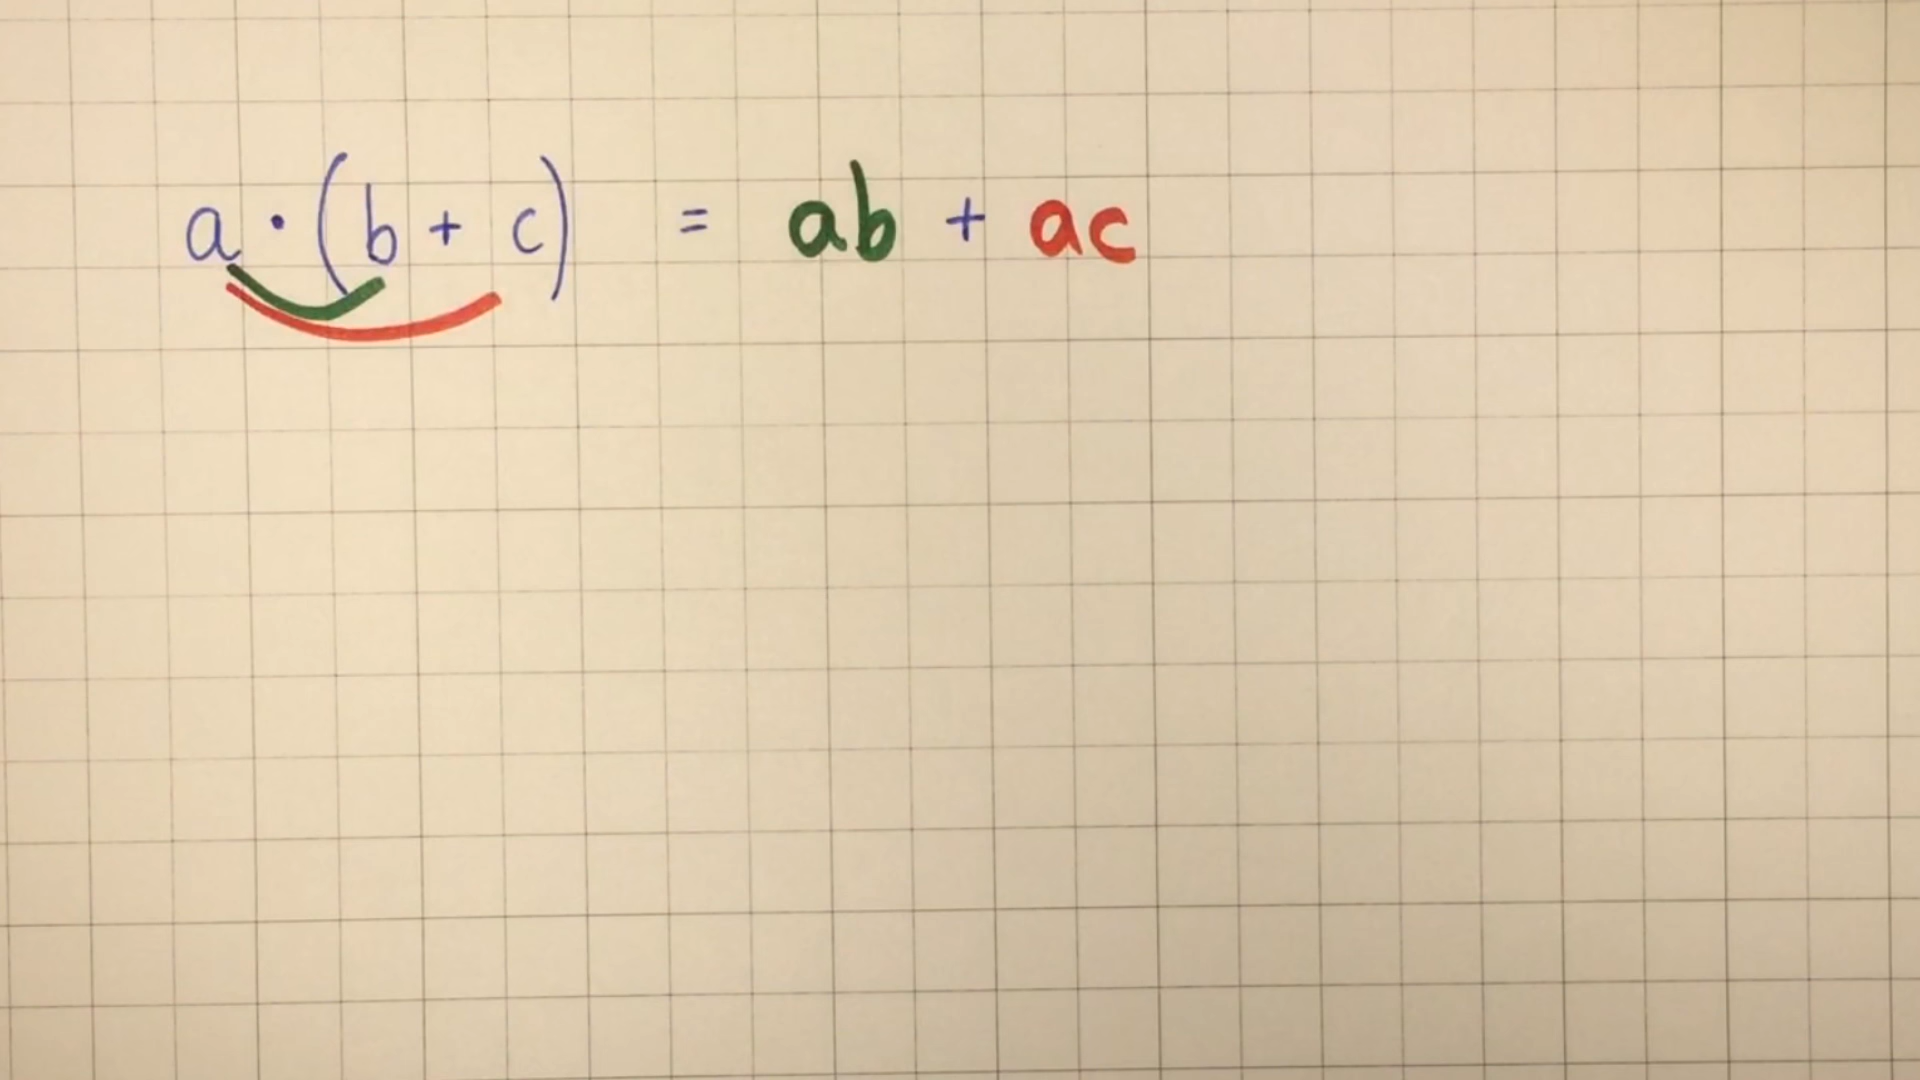 a · (b + c) = ab + ac